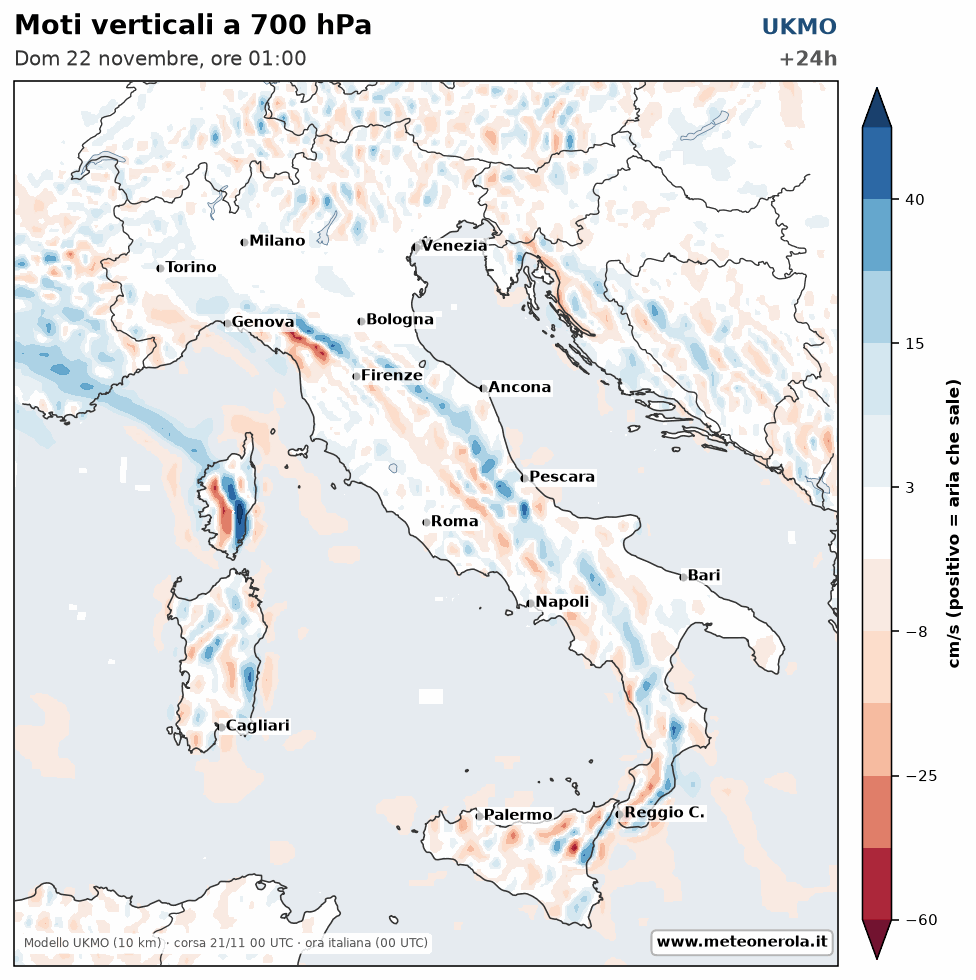 Moti verticali a 700 hPa
UKMO
Dom 22 novembre, ore 01:00
+24h
Milano
Venezia
Torino
Genova
Bologna
Firenze
Ancona
Pescara
Roma
Bari
Napoli
Cagliari
Palermo
Reggio C.
40
15
3
−8
−25
−60
cm/s (positivo = aria che sale)
Modello UKMO (10 km) · corsa 21/11 00 UTC · ora italiana (00 UTC)
www.meteonerola.it